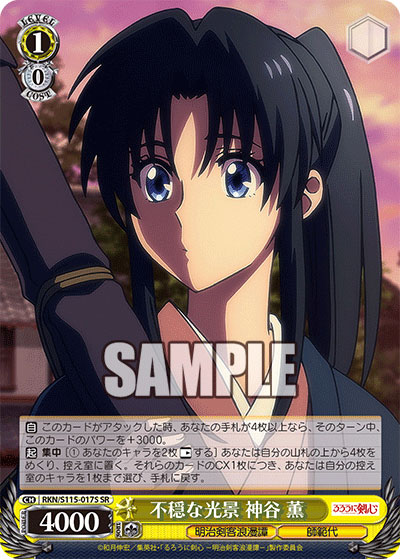 LEVEL
1
0
COST
SAMPLE
自 このカードがアタックした時、あなたの手札が4枚以上なら、そのターン中、
このカードのパワーを+3000。
起 集中 [① あなたのキャラを2枚レストする] あなたは自分の山札の上から4枚を
めくり、控え室に置く。それらのカードのCX1枚につき、あなたは自分の控え室の
キャラを1枚まで選び、手札に戻す。
CH RKN/S115-017S SR
4000
不穏な光景 神谷 薫
るろうに剣心
明治剣客浪漫譚
師範代
©和月伸宏／集英社・「るろうに剣心 －明治剣客浪漫譚－」製作委員会